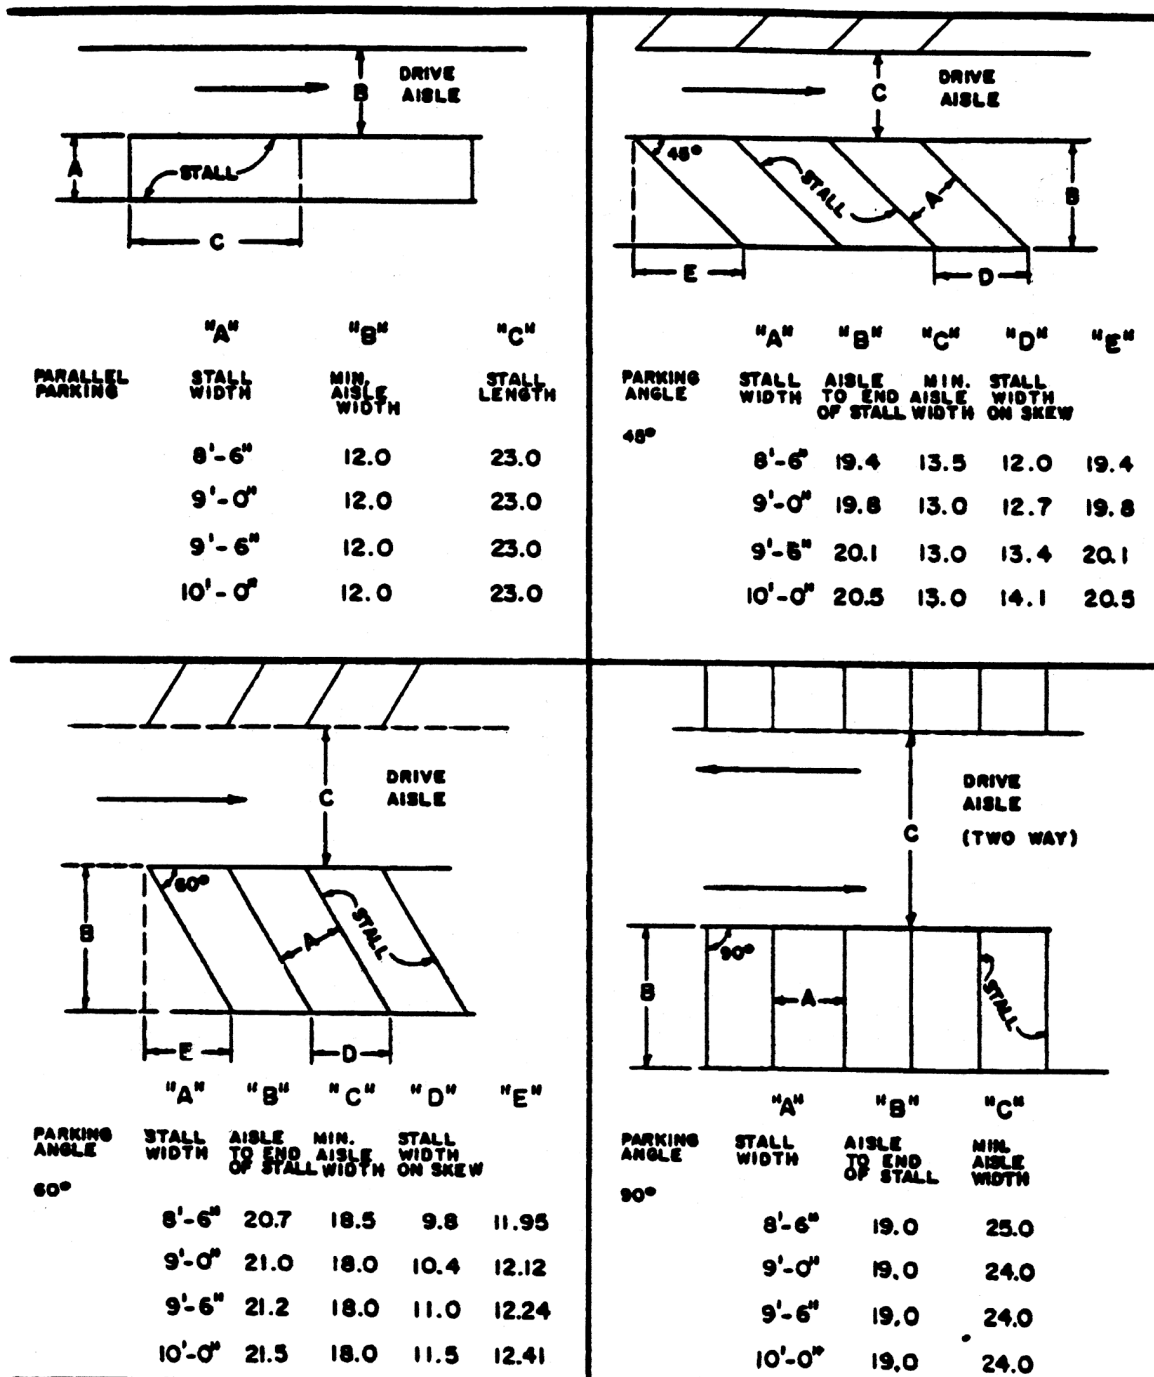 DRIVE
AISLE
B
A
STALL
C
"A" "B" "C"
PARALLEL PARKING STALL WIDTH MIN. AISLE WIDTH STALL LENGTH
8'-6" 12.0 23.0
9'-0" 12.0 23.0
9'-6" 12.0 23.0
10'-0" 12.0 23.0
DRIVE
AISLE
C
45°
STALL
A
B
E
D
"A" "B" "C" "D" "E"
PARKING ANGLE STALL WIDTH AISLE TO END OF STALL MIN. AISLE WIDTH STALL WIDTH ON SKEW
45°
8'-6" 19.4 13.5 12.0 19.4
9'-0" 19.8 13.0 12.7 19.8
9'-6" 20.1 13.0 13.4 20.1
10'-0" 20.5 13.0 14.1 20.5
DRIVE
AISLE
C
60°
STALL
A
B
E
D
"A" "B" "C" "D" "E"
PARKING ANGLE STALL WIDTH AISLE TO END OF STALL MIN. AISLE WIDTH STALL WIDTH ON SKEW
60°
8'-6" 20.7 18.5 9.8 11.95
9'-0" 21.0 18.0 10.4 12.12
9'-6" 21.2 18.0 11.0 12.24
10'-0" 21.5 18.0 11.5 12.41
DRIVE
AISLE
(TWO WAY)
C
90°
STALL
A
B
"A" "B" "C"
PARKING ANGLE STALL WIDTH AISLE TO END OF STALL MIN. AISLE WIDTH
90°
8'-6" 19.0 25.0
9'-0" 19.0 24.0
9'-6" 19.0 24.0
10'-0" 19.0 24.0